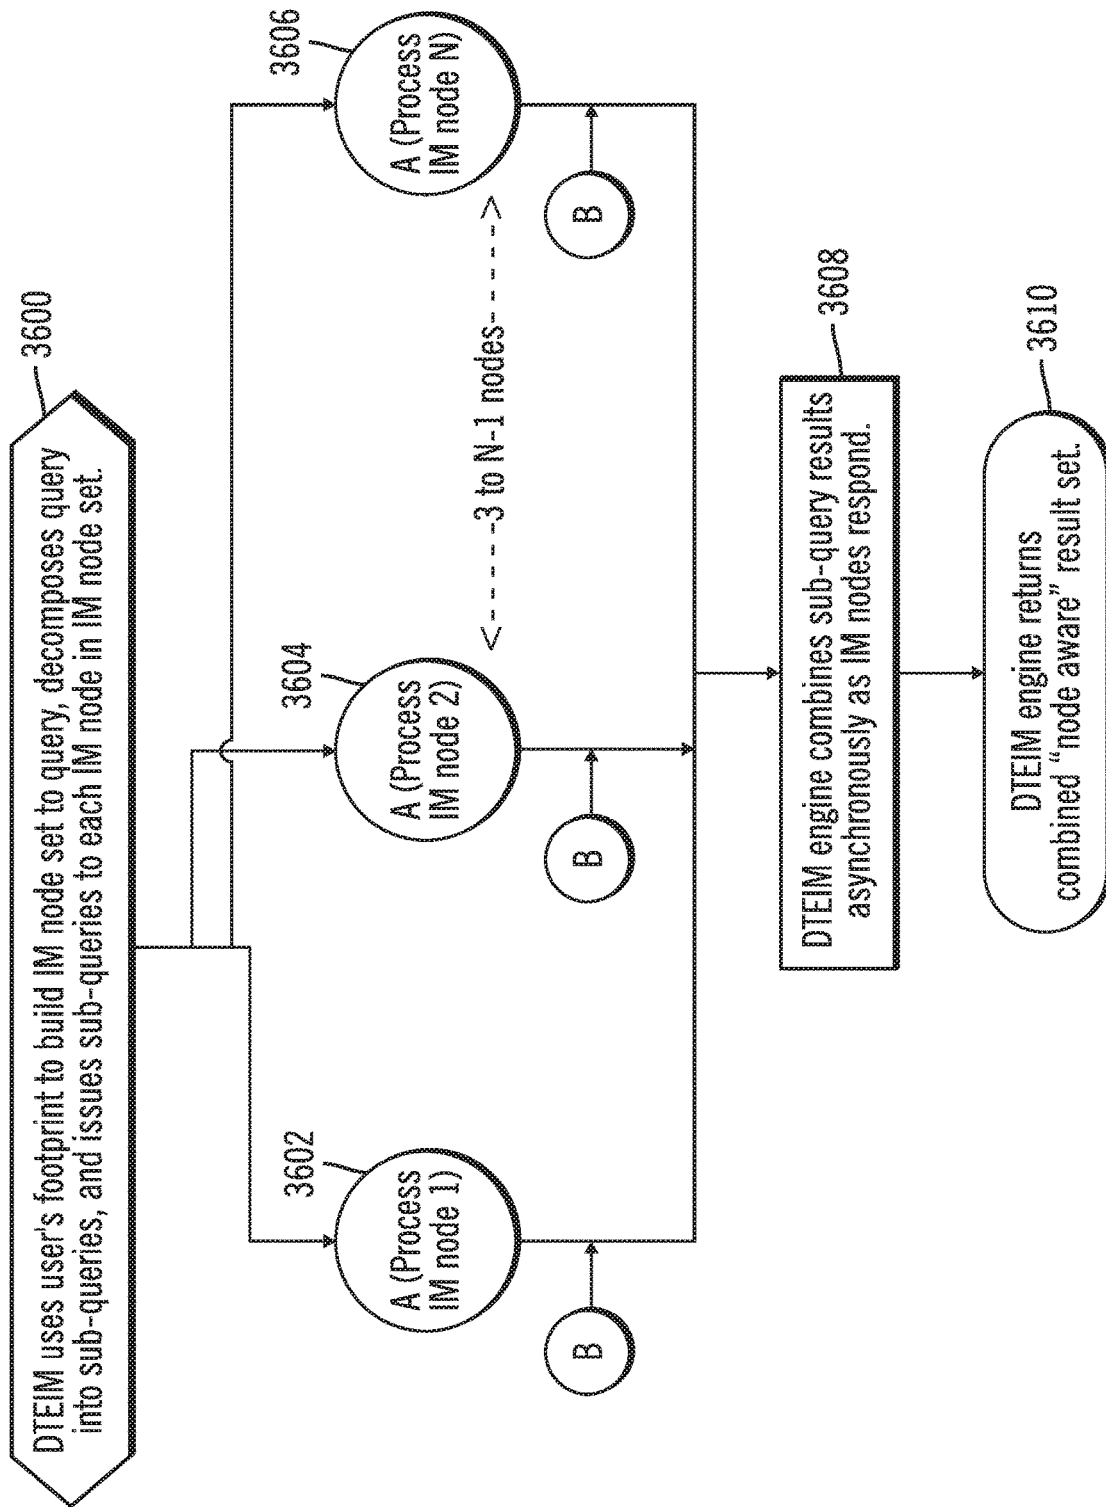 3600
DTEIM uses user's footprint to build IM node set to query, decomposes query
into sub-queries, and issues sub-queries to each IM node in IM node set.
3602
A (Process
IM node 1)
3604
A (Process
IM node 2)
3606
A (Process
IM node N)
<---3 to N-1 nodes------>
B
B
B
3608
DTEIM engine combines sub-query results
asynchronously as IM nodes respond.
3610
DTEIM engine returns
combined “node aware” result set.